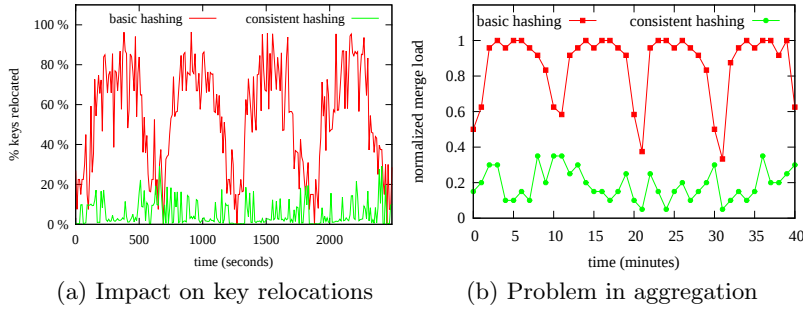 basic hashing
consistent hashing
% keys relocated
100 %
80 %
60 %
40 %
20 %
0 %
0 500 1000 1500 2000
time (seconds)
(a) Impact on key relocations
basic hashing
consistent hashing
normalized merge load
1
0.8
0.6
0.4
0.2
0
0 5 10 15 20 25 30 35 40
time (minutes)
(b) Problem in aggregation